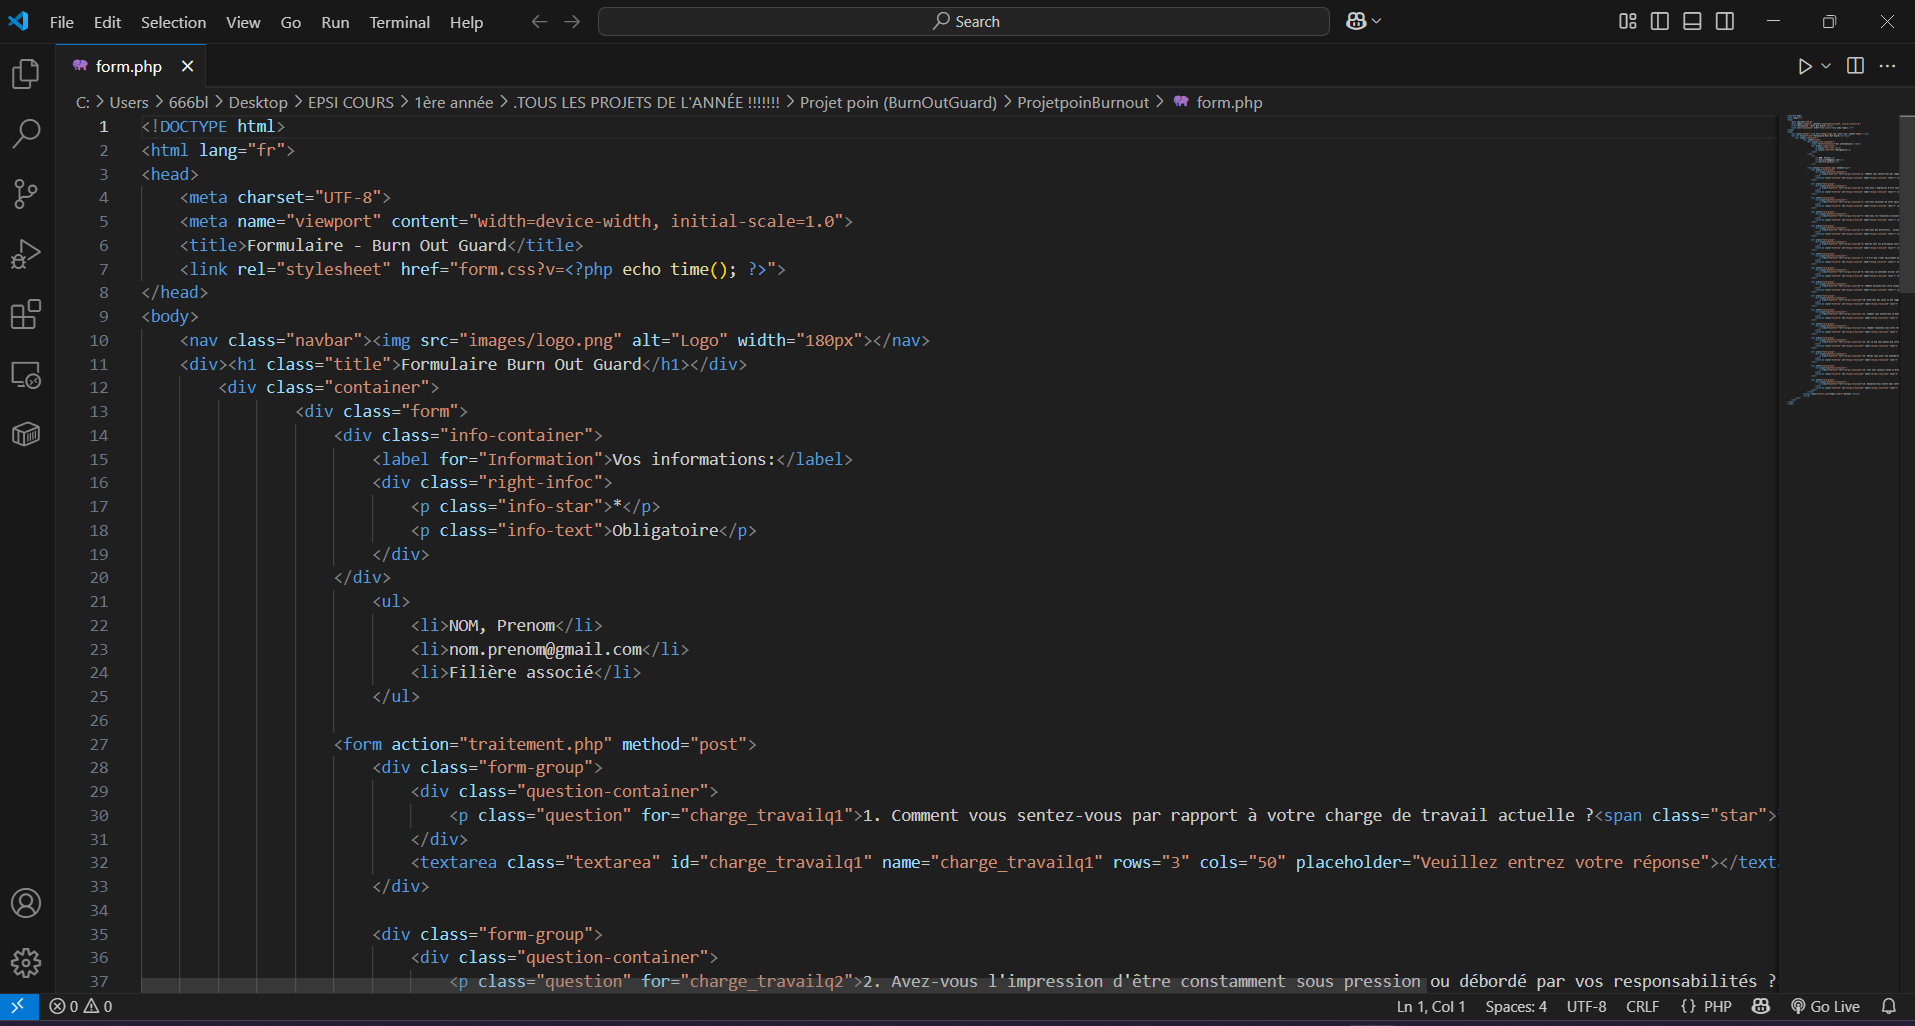 File Edit Selection View Go Run Terminal Help Search
form.php
C: > Users > 666bl > Desktop > EPSI COURS > 1ère année > .TOUS LES PROJETS DE L'ANNÉE !!!!!!! > Projet poin (BurnOutGuard) > ProjetpoinBurnout > form.php
1 <!DOCTYPE html>
2 <html lang="fr">
3 <head>
4 <meta charset="UTF-8">
5 <meta name="viewport" content="width=device-width, initial-scale=1.0">
6 <title>Formulaire - Burn Out Guard</title>
7 <link rel="stylesheet" href="form.css?v=<?php echo time(); ?>">
8 </head>
9 <body>
10 <nav class="navbar"><img src="images/logo.png" alt="Logo" width="180px"></nav>
11 <div><h1 class="title">Formulaire Burn Out Guard</h1></div>
12 <div class="container">
13 <div class="form">
14 <div class="info-container">
15 <label for="Information">Vos informations:</label>
16 <div class="right-infoc">
17 <p class="info-star">*</p>
18 <p class="info-text">Obligatoire</p>
19 </div>
20 </div>
21 <ul>
22 <li>NOM, Prenom</li>
23 <li>nom.prenom@gmail.com</li>
24 <li>Filière associé</li>
25 </ul>
26
27 <form action="traitement.php" method="post">
28 <div class="form-group">
29 <div class="question-container">
30 <p class="question" for="charge_travailq1">1. Comment vous sentez-vous par rapport à votre charge de travail actuelle ?<span class="star">
31 </div>
32 <textarea class="textarea" id="charge_travailq1" name="charge_travailq1" rows="3" cols="50" placeholder="Veuillez entrez votre réponse"></text
33 </div>
34
35 <div class="form-group">
36 <div class="question-container">
37 <p class="question" for="charge_travailq2">2. Avez-vous l'impression d'être constamment sous pression ou débordé par vos responsabilités ?
0 0 Ln 1, Col 1 Spaces: 4 UTF-8 CRLF {} PHP Go Live